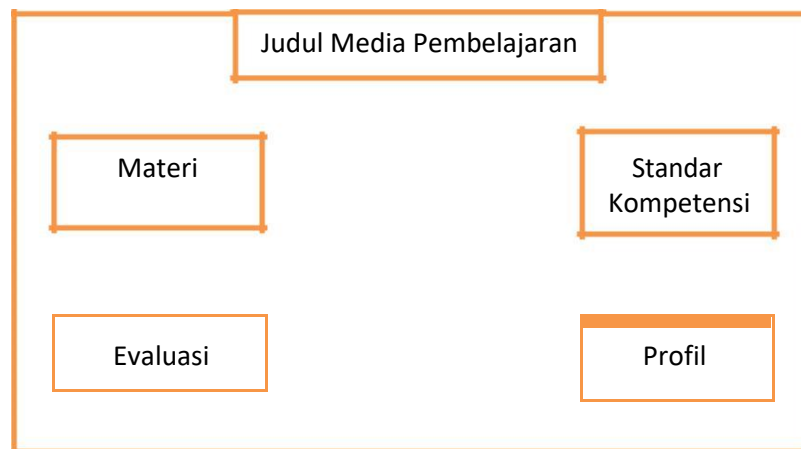 Judul Media Pembelajaran
Materi
Standar
Kompetensi
Evaluasi
Profil